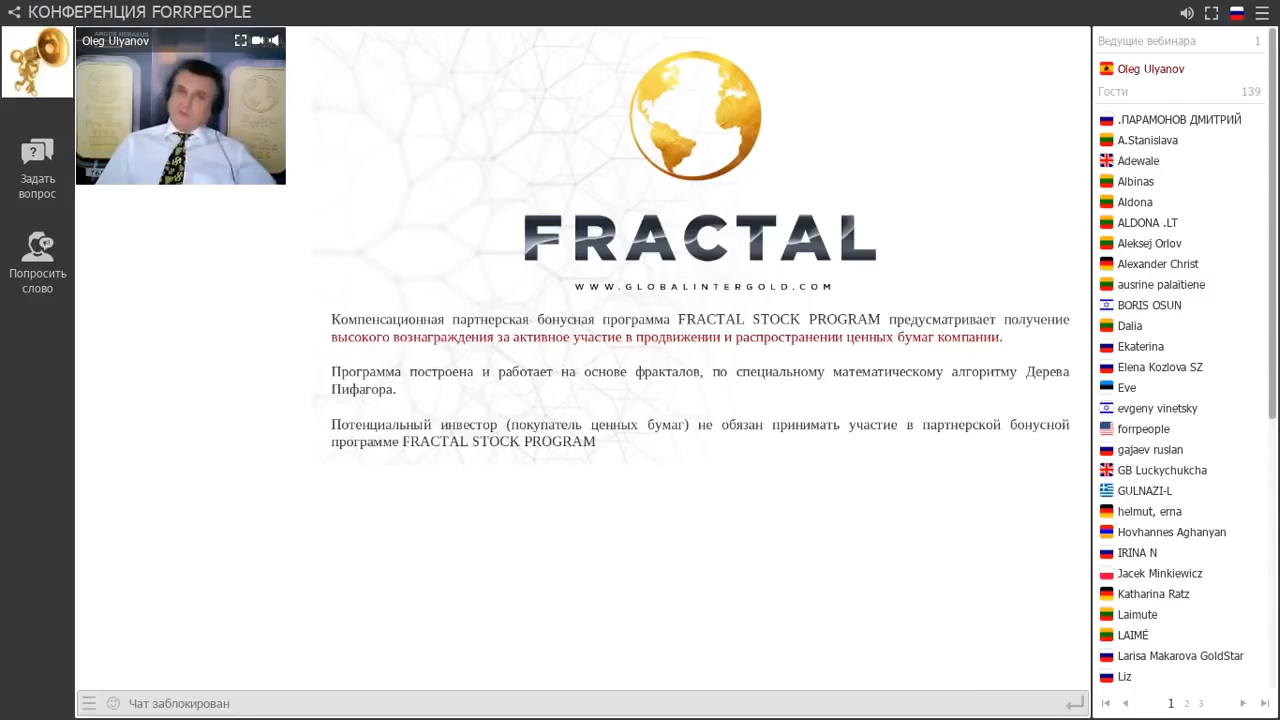 КОНФЕРЕНЦИЯ FORRPEOPLE
Oleg Ulyanov
Задать
вопрос
Попросить
слово
FRACTAL
WWW.GLOBALINTERGOLD.COM
Компенсационная партнерская бонусная программа FRACTAL STOCK PROGRAM предусматривает получение
высокого вознаграждения за активное участие в продвижении и распространении ценных бумаг компании.
Программа построена и работает на основе фракталов, по специальному математическому алгоритму Дерева
Пифагора.
Потенциальный инвестор (покупатель ценных бумаг) не обязан принимать участие в партнерской бонусной
программе FRACTAL STOCK PROGRAM
Чат заблокирован
Ведущие вебинара 1
Oleg Ulyanov
Гости 139
.ПАРАМОНОВ ДМИТРИЙ
A.Stanislava
Adewale
Albinas
Aldona
ALDONA .LT
Aleksej Orlov
Alexander Christ
ausrine palaitiene
BORIS OSUN
Dalia
Ekaterina
Elena Kozlova SZ
Eve
evgeny vinetsky
forrpeople
gajaev ruslan
GB Luckychukcha
GULNAZI-L
helmut, erna
Hovhannes Aghanyan
IRINA N
Jacek Minkiewicz
Katharina Ratz
Laimute
LAIMÉ
Larisa Makarova GoldStar
Liz
1 2 3